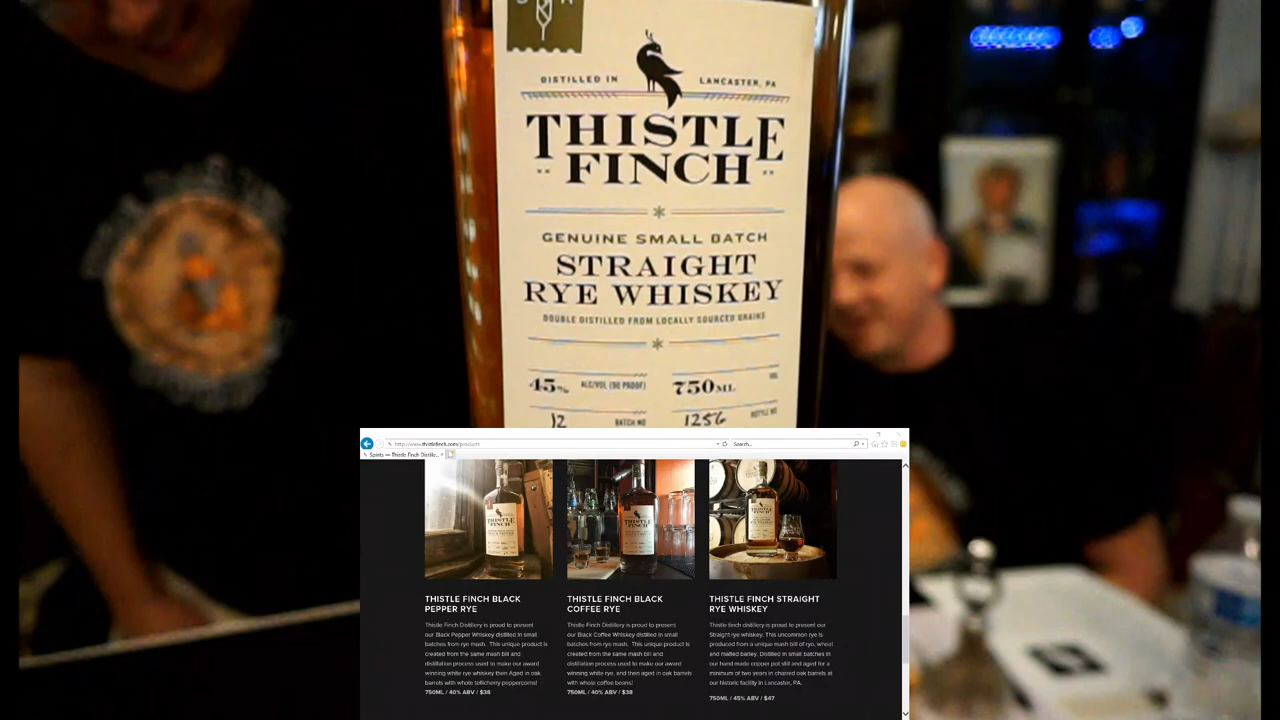 DISTILLED IN LANCASTER, PA
THISTLE
FINCH
GENUINE SMALL BATCH
STRAIGHT
RYE WHISKEY
DOUBLE DISTILLED FROM LOCALLY SOURCED GRAINS
45% ALC/VOL (90 PROOF) 750ML VOL
12 BATCH NO 1256 BOTTLE NO
http://www.thistlefinch.com/products
Search...
Spirits — Thistle Finch Distille...
THISTLE FINCH BLACK
PEPPER RYE
Thistle Finch Distillery is proud to present
our Black Pepper Whiskey distilled in small
batches from rye mash. This unique product is
created from the same mash bill and
distillation process used to make our award
winning white rye whiskey then Aged in oak
barrels with whole tellicherry peppercorns!
750ML / 40% ABV / $38
THISTLE FINCH BLACK
COFFEE RYE
Thistle Finch Distillery is proud to present
our Black Coffee Whiskey distilled in small
batches from rye mash. This unique product is
created from the same mash bill and
distillation process used to make our award
winning white rye, and then aged in oak barrels
with whole coffee beans!
750ML / 40% ABV / $38
THISTLE FINCH STRAIGHT
RYE WHISKEY
Thistle finch distillery is proud to present our
Straight rye whiskey. This uncommon rye is
produced from a unique mash bill of rye, wheat
and malted barley. Distilled in small batches in
our hand made copper pot still and aged for a
minimum of two years in charred oak barrels at
our historic facility in Lancaster, PA.
750ML / 45% ABV / $47